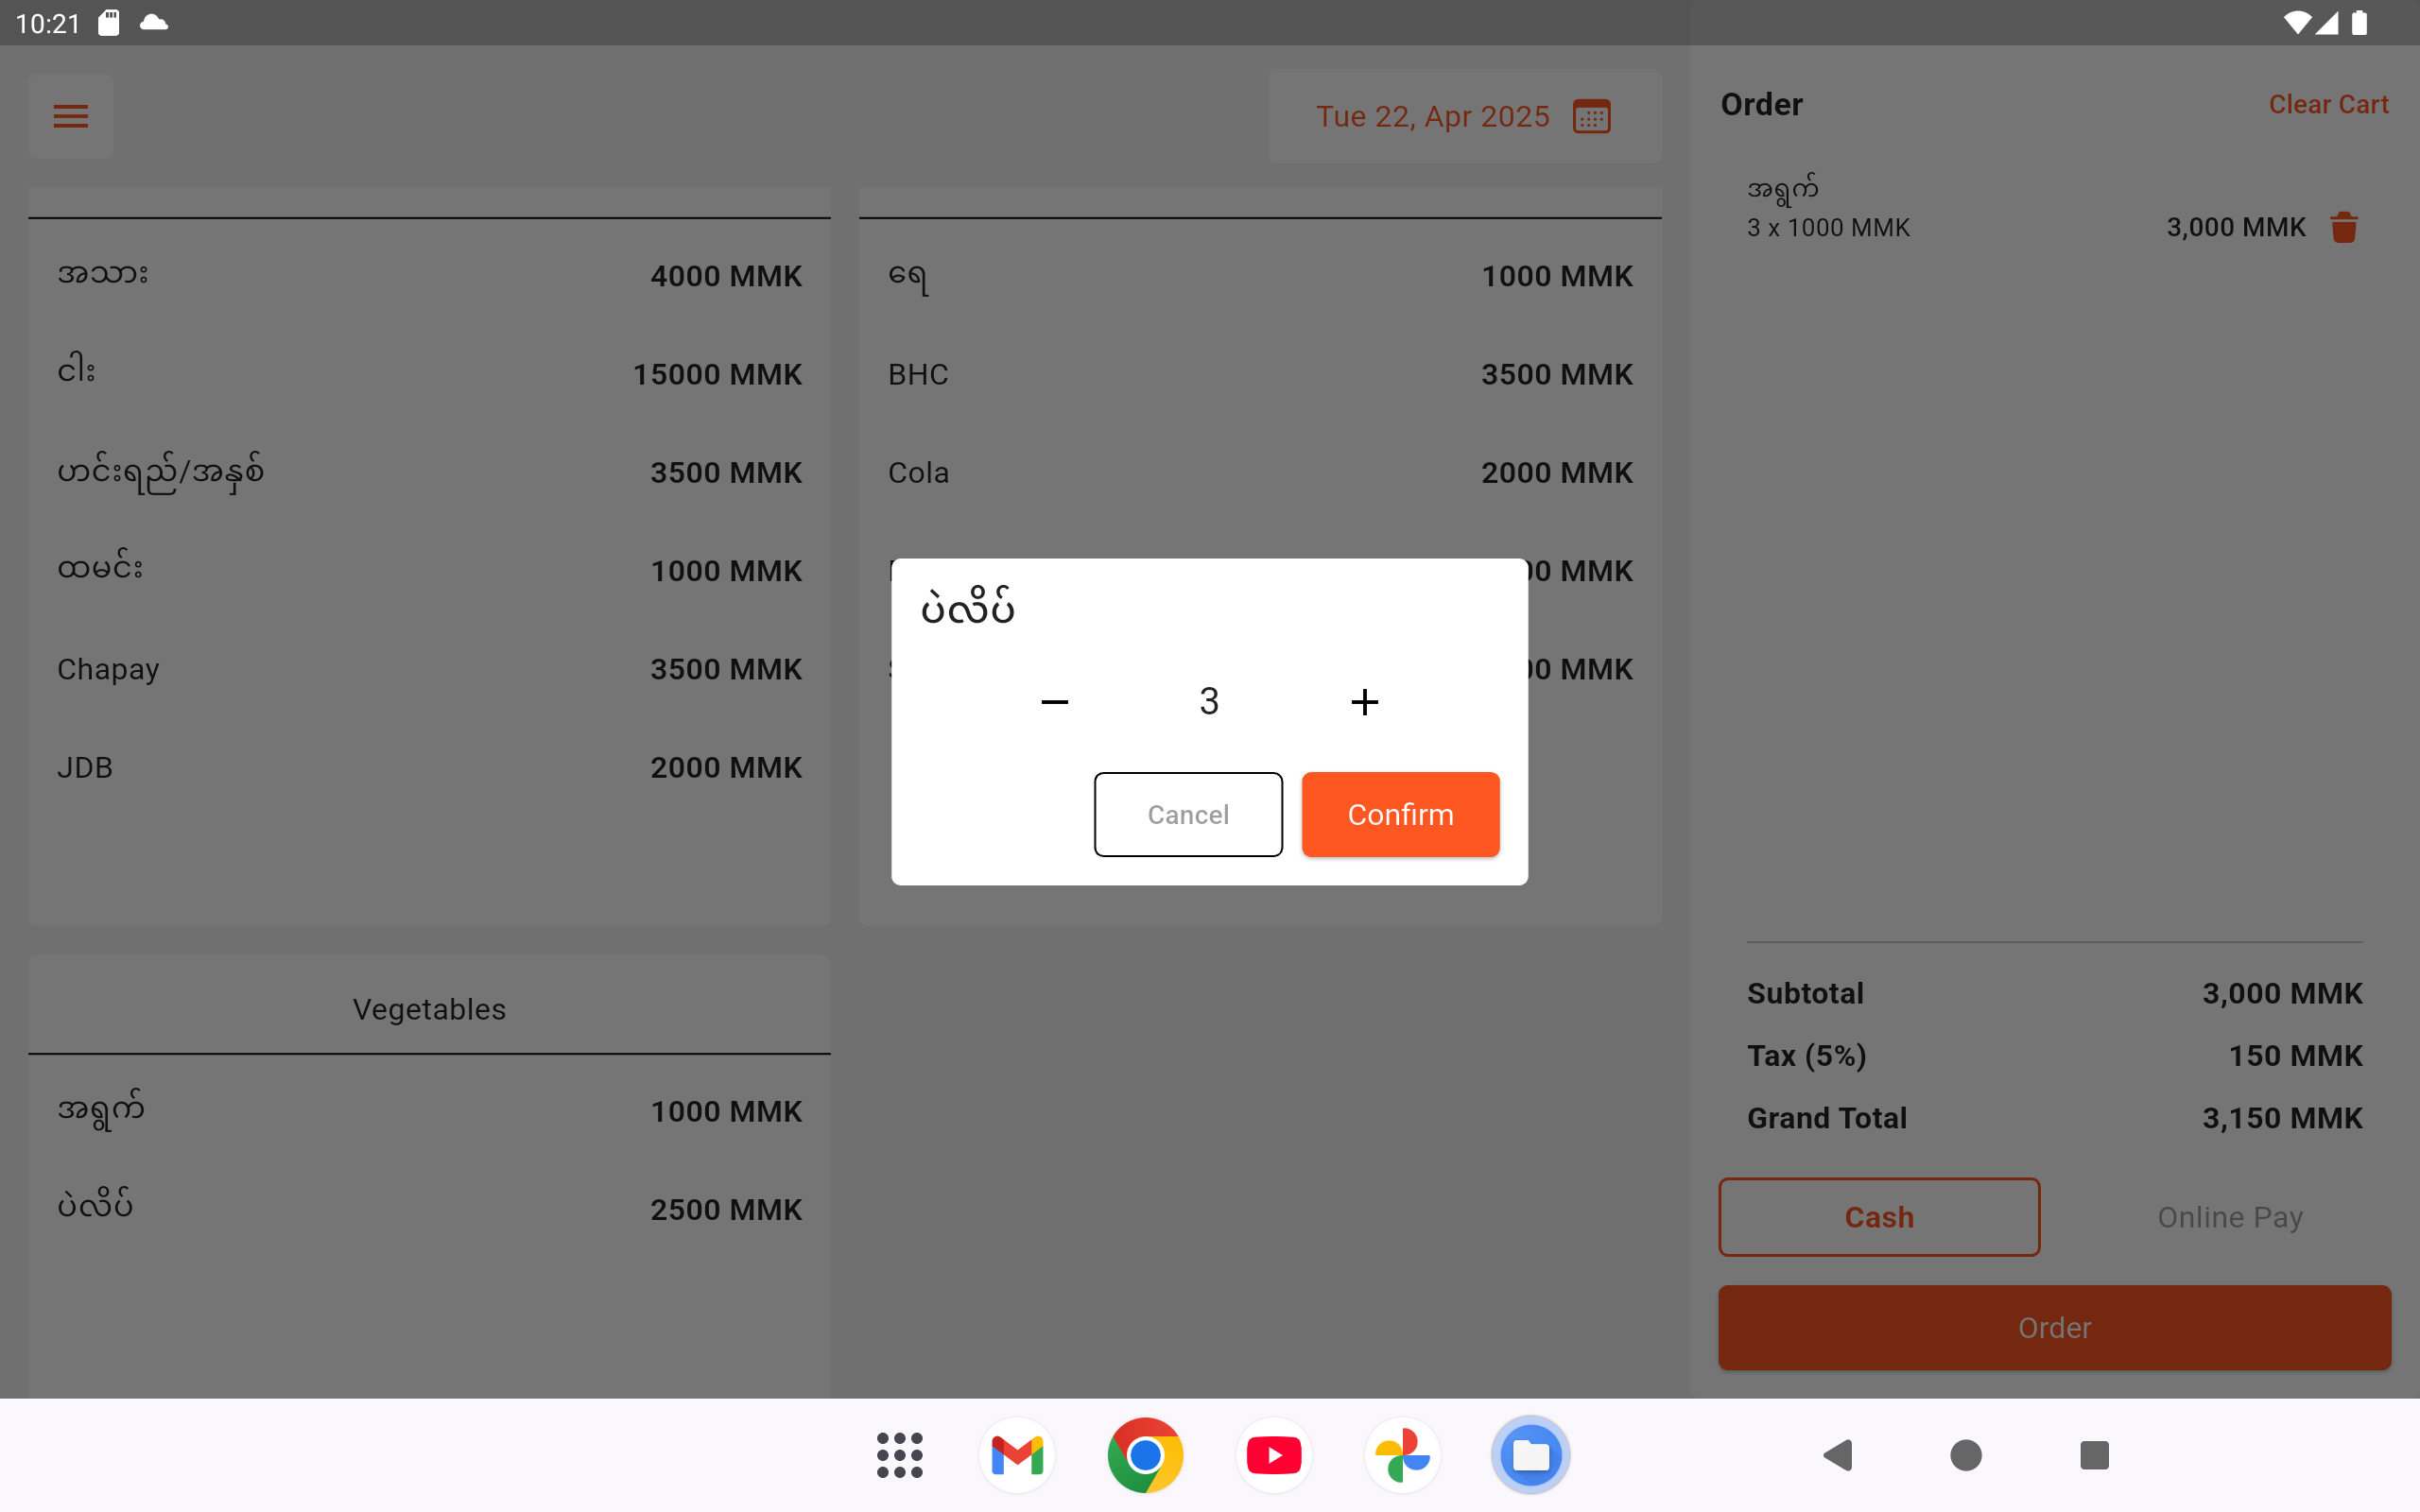 10:21
Tue 22, Apr 2025
အသား 4000 MMK
ငါး 15000 MMK
ဟင်းရည်/အနှစ် 3500 MMK
ထမင်း 1000 MMK
Chapay 3500 MMK
JDB 2000 MMK
ရေ 1000 MMK
BHC 3500 MMK
Cola 2000 MMK
MMK
MMK
Vegetables
အရွက် 1000 MMK
ပဲလိပ် 2500 MMK
ပဲလိပ်
3
Cancel
Confirm
Order
Clear Cart
အရွက်
3 x 1000 MMK 3,000 MMK
Subtotal 3,000 MMK
Tax (5%) 150 MMK
Grand Total 3,150 MMK
Cash
Online Pay
Order